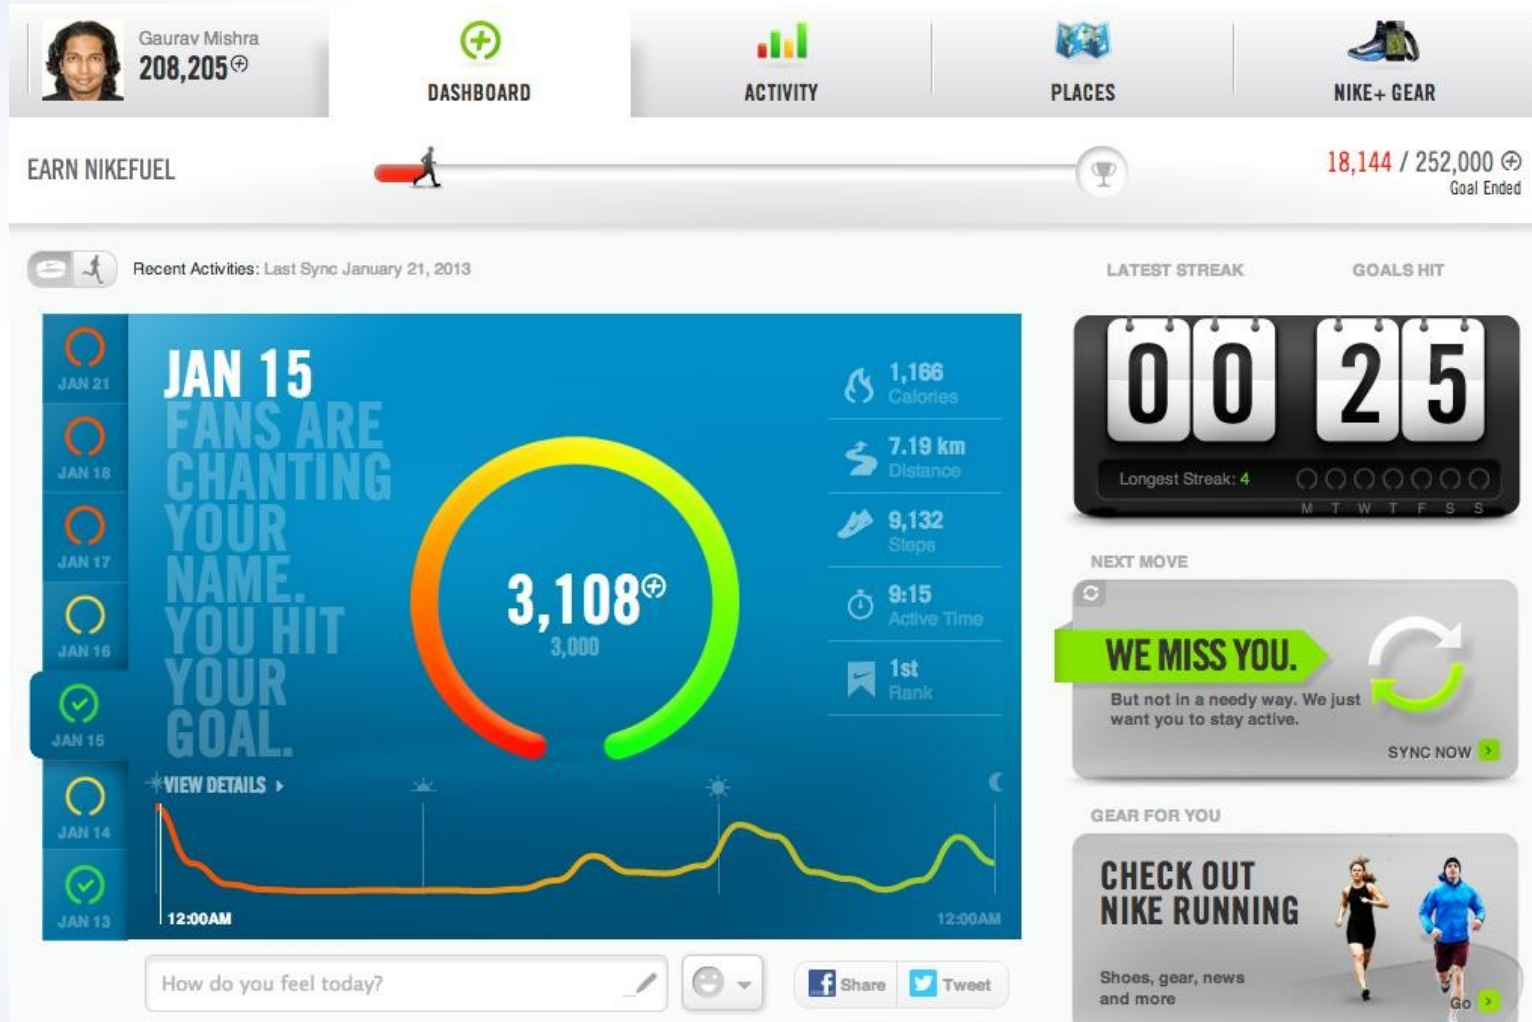 Gaurav Mishra
208,205
DASHBOARD
ACTIVITY
PLACES
NIKE+ GEAR
EARN NIKEFUEL
18,144 / 252,000
Goal Ended
Recent Activities: Last Sync January 21, 2013
LATEST STREAK
GOALS HIT
JAN 21
JAN 18
JAN 17
JAN 16
JAN 15
JAN 14
JAN 13
JAN 15
FANS ARE
CHANTING
YOUR
NAME.
YOU HIT
YOUR
GOAL.
VIEW DETAILS
3,108
3,000
1,166
Calories
7.19 km
Distance
9,132
Steps
9:15
Active Time
1st
Rank
12:00AM
12:00AM
00 25
Longest Streak: 4
M T W T F S S
NEXT MOVE
WE MISS YOU.
But not in a needy way. We just
want you to stay active.
SYNC NOW
GEAR FOR YOU
CHECK OUT
NIKE RUNNING
Shoes, gear, news
and more
Go
How do you feel today?
Share
Tweet